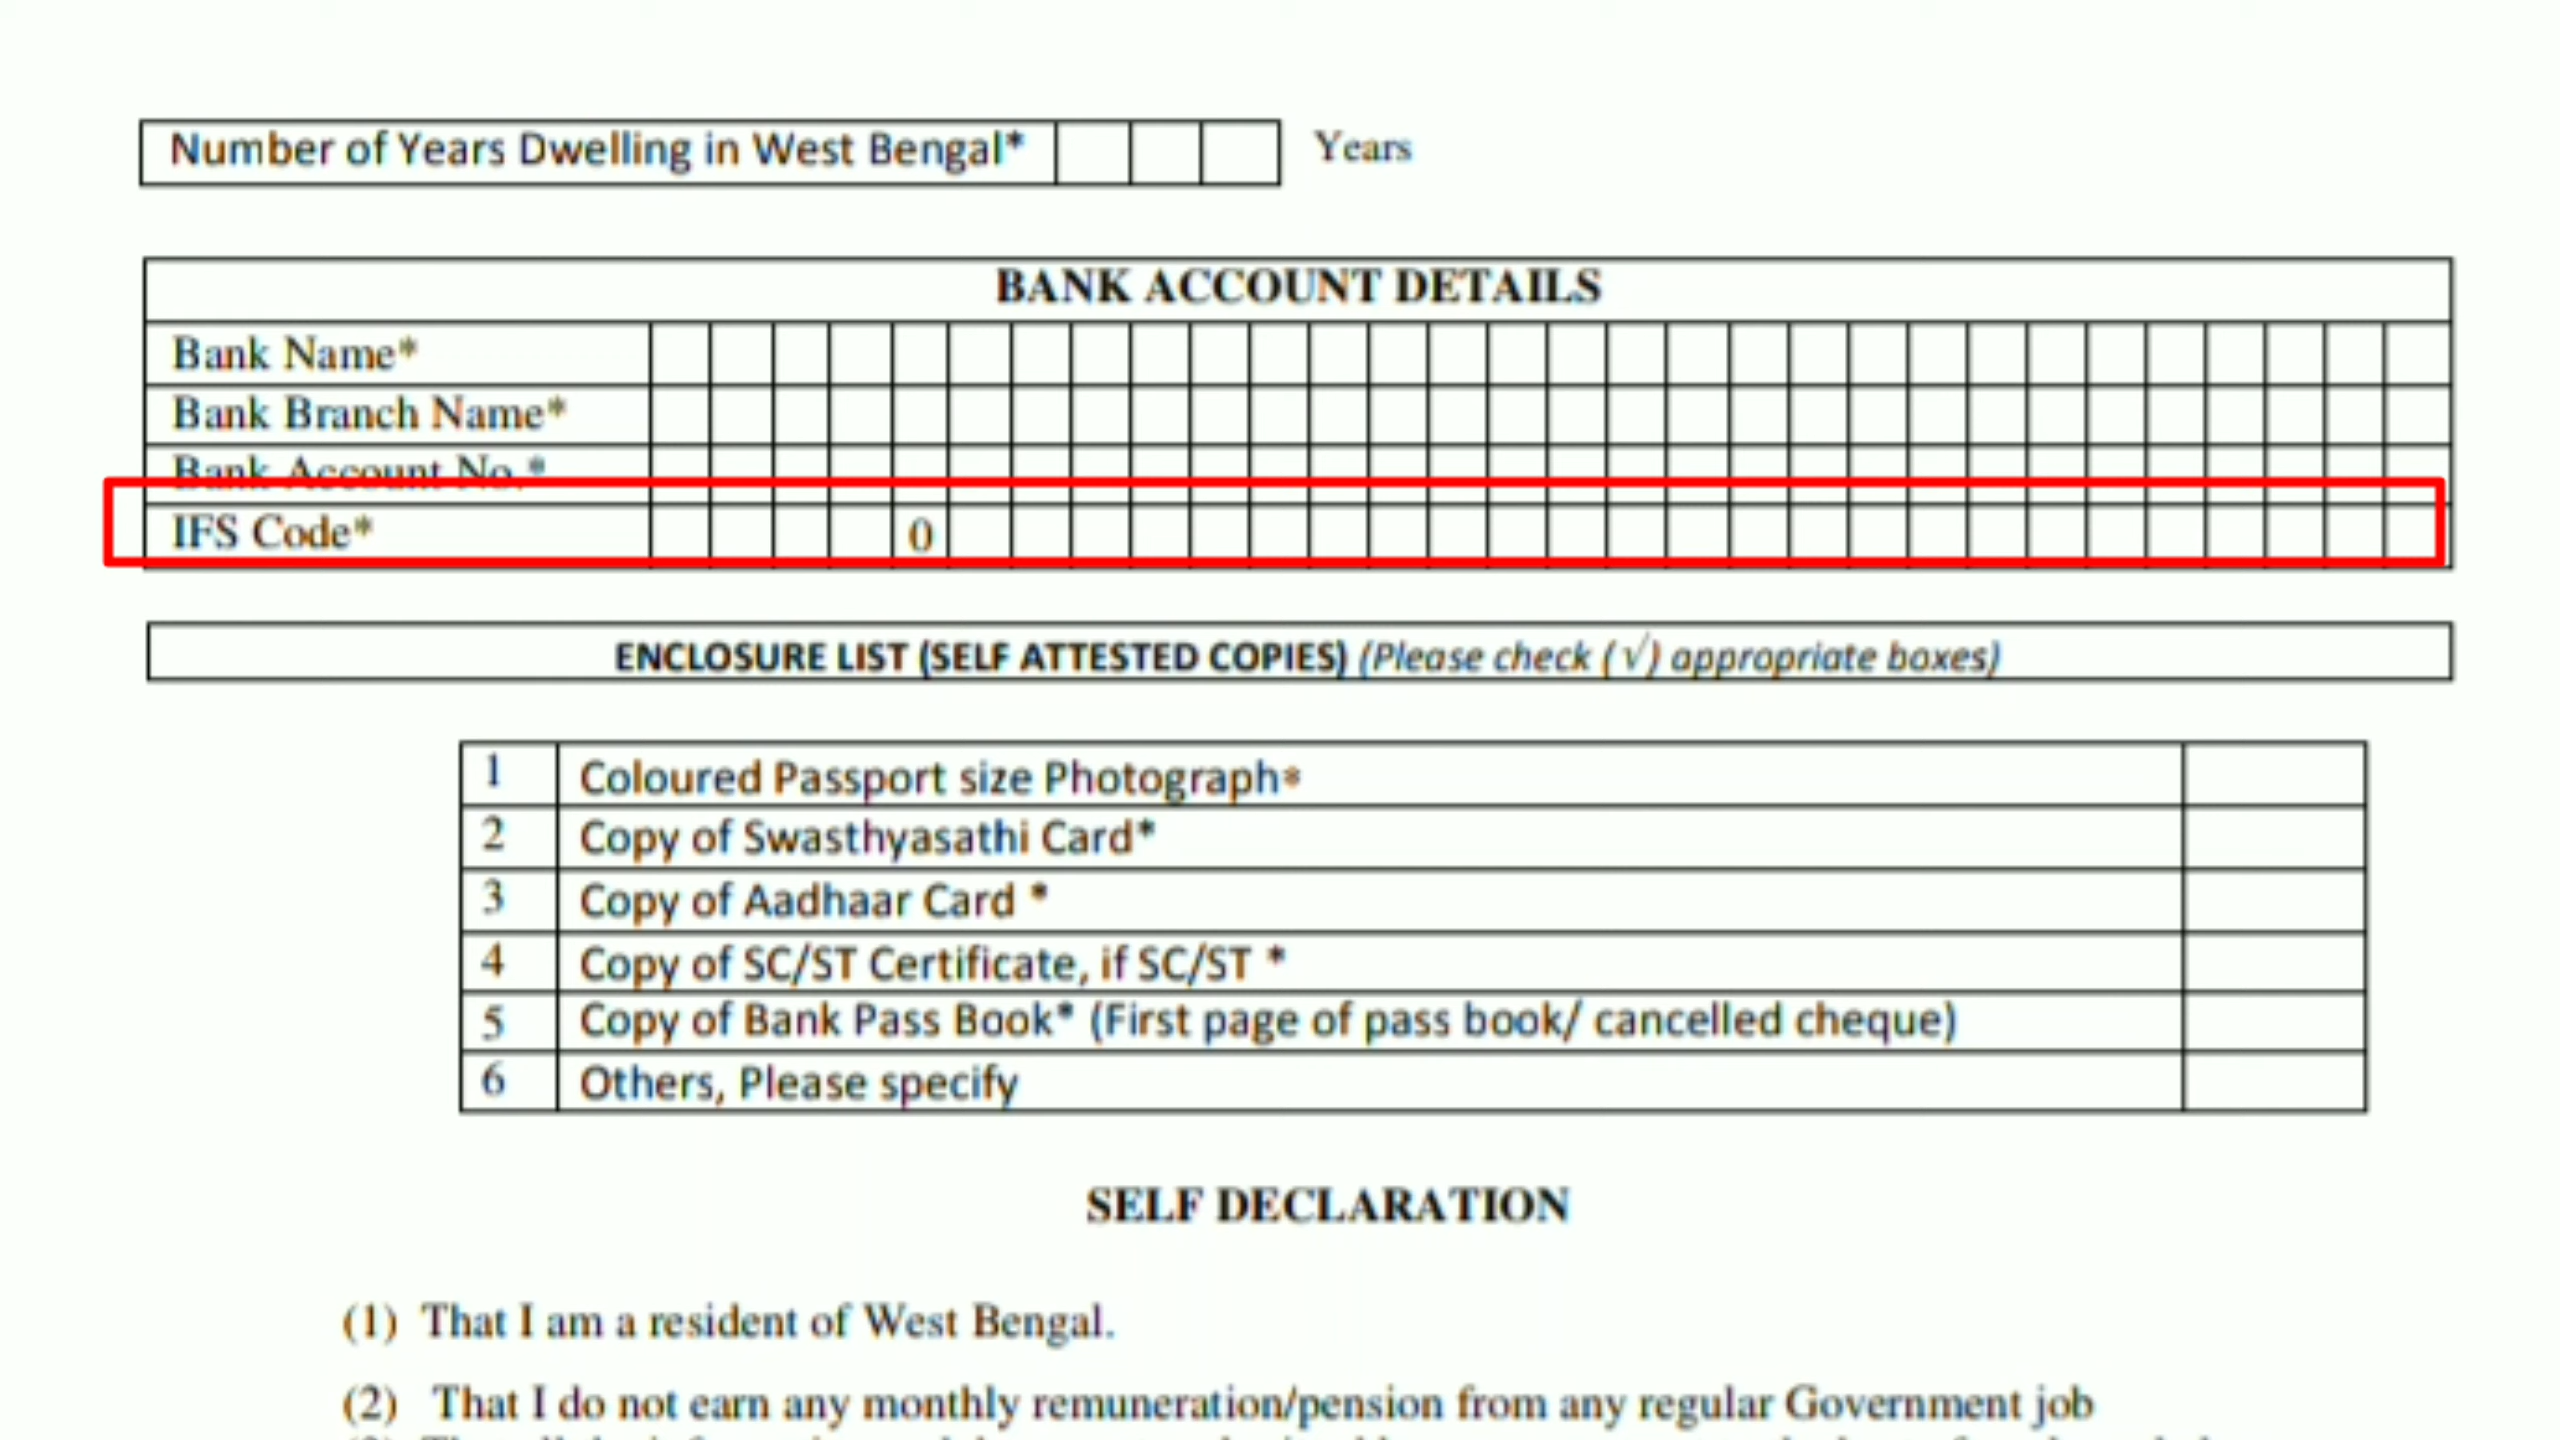 Number of Years Dwelling in West Bengal* Years
BANK ACCOUNT DETAILS
Bank Name*
Bank Branch Name*
Bank Account No.*
IFS Code* 0
ENCLOSURE LIST (SELF ATTESTED COPIES) (Please check (√) appropriate boxes)
1 Coloured Passport size Photograph*
2 Copy of Swasthyasathi Card*
3 Copy of Aadhaar Card *
4 Copy of SC/ST Certificate, if SC/ST *
5 Copy of Bank Pass Book* (First page of pass book/ cancelled cheque)
6 Others, Please specify
SELF DECLARATION
(1) That I am a resident of West Bengal.
(2) That I do not earn any monthly remuneration/pension from any regular Government job